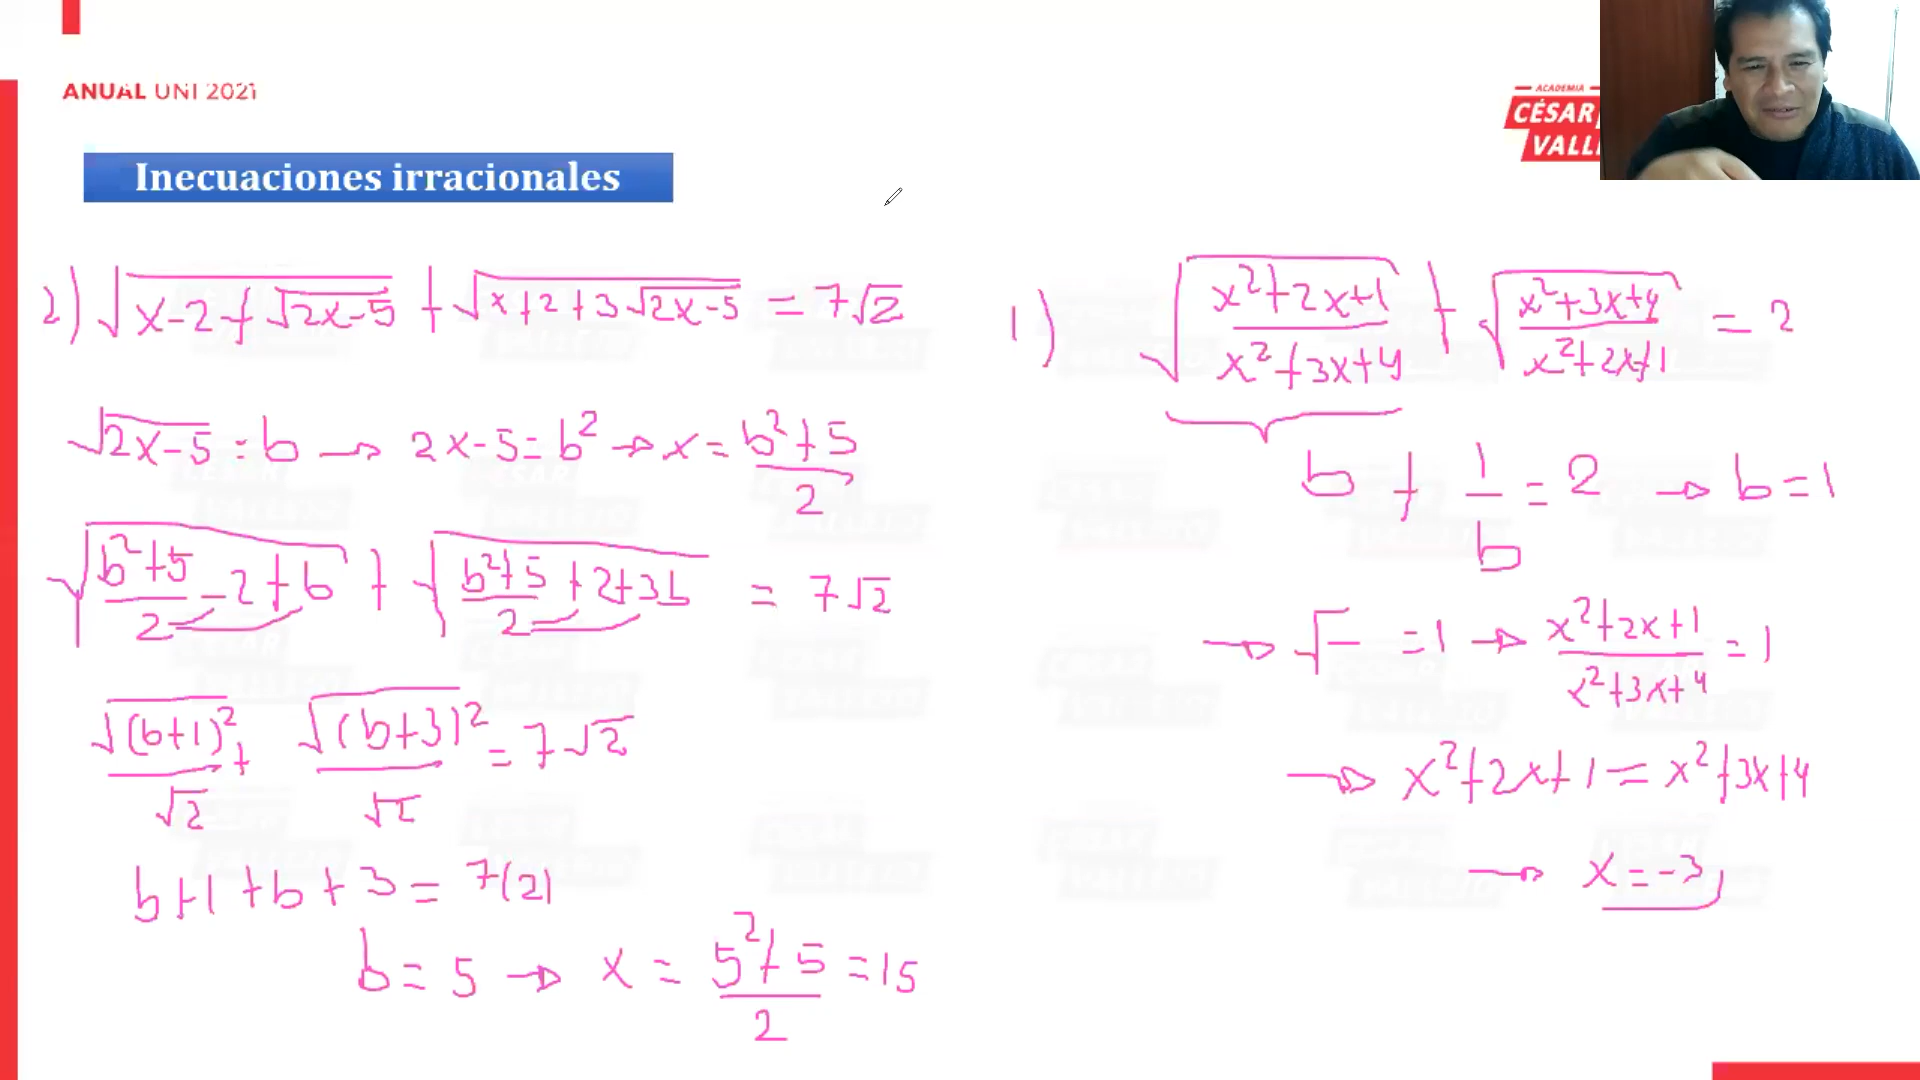 ANUAL UNI 2021
ACADEMIA
CÉSAR
VALL
Inecuaciones irracionales
2) √(x-2+√(2x-5)) + √(x+2+3√(2x-5)) = 7√2
√(2x-5) = b → 2x-5 = b² → x = (b²+5)/2
√((b²+5)/2 -2+b) + √((b²+5)/2 +2+3b) = 7√2
√(b+1)²/√2 + √(b+3)²/√2 = 7√2
b+1+b+3 = 7(2)
b = 5 → x = (5²+5)/2 = 15
1) √((x²+2x+1)/(x²+3x+4)) + √((x²+3x+4)/(x²+2x+1)) = 2
b + 1/b = 2 → b = 1
→ √ = 1 → (x²+2x+1)/(x²+3x+4) = 1
→ x²+2x+1 = x²+3x+4
→ x = -3